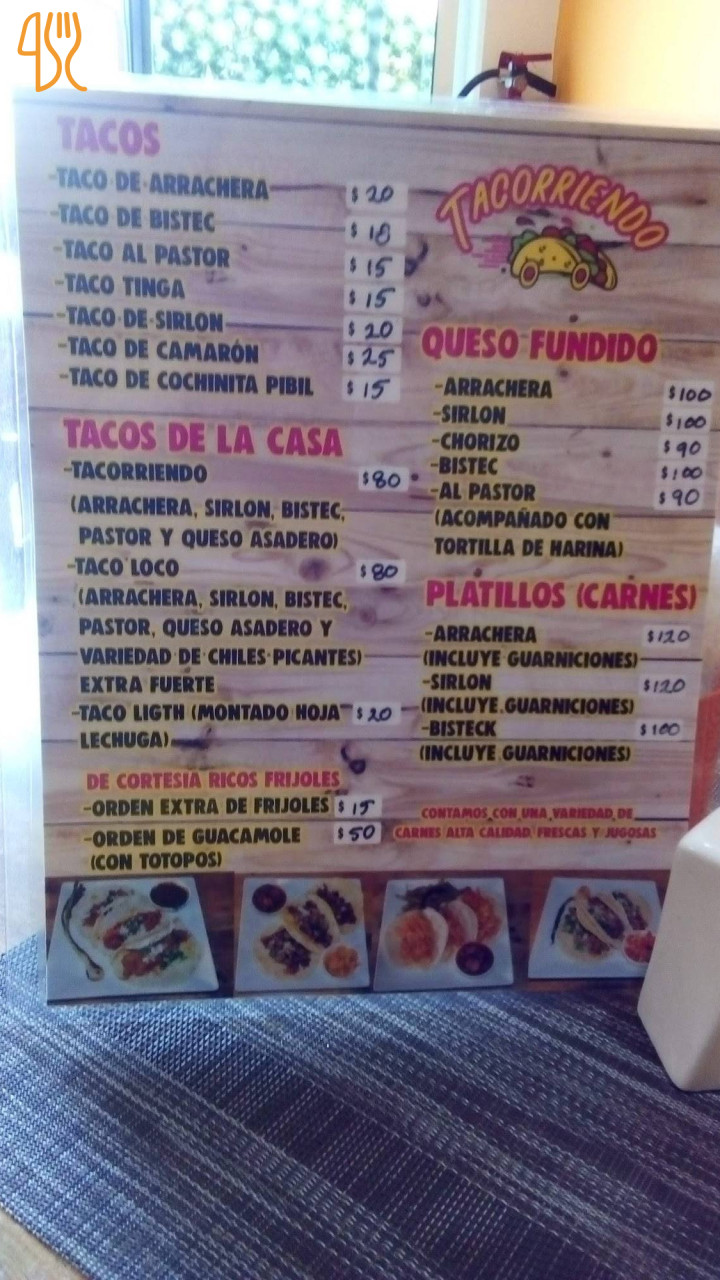 TACOS
-TACO DE ARRACHERA $20
-TACO DE BISTEC $18
-TACO AL PASTOR $15
-TACO TINGA $15
-TACO DE SIRLON $20
-TACO DE CAMARÓN $25
-TACO DE COCHINITA PIBIL $15
TACOS DE LA CASA
-TACORRIENDO $80
(ARRACHERA, SIRLON, BISTEC,
PASTOR Y QUESO ASADERO)
-TACO LOCO $80
(ARRACHERA, SIRLON, BISTEC,
PASTOR, QUESO ASADERO Y
VARIEDAD DE CHILES PICANTES)
EXTRA FUERTE
-TACO LIGTH (MONTADO HOJA $20
LECHUGA)
DE CORTESIA RICOS FRIJOLES
-ORDEN EXTRA DE FRIJOLES $15
-ORDEN DE GUACAMOLE $50
(CON TOTOPOS)
TACORRIENDO
QUESO FUNDIDO
-ARRACHERA $100
-SIRLON $100
-CHORIZO $90
-BISTEC $100
-AL PASTOR $90
(ACOMPAÑADO CON
TORTILLA DE HARINA)
PLATILLOS (CARNES)
-ARRACHERA $120
(INCLUYE GUARNICIONES)
-SIRLON $120
(INCLUYE GUARNICIONES)
-BISTECK $100
(INCLUYE GUARNICIONES)
CONTAMOS CON UNA VARIEDAD DE
CARNES ALTA CALIDAD, FRESCAS Y JUGOSAS